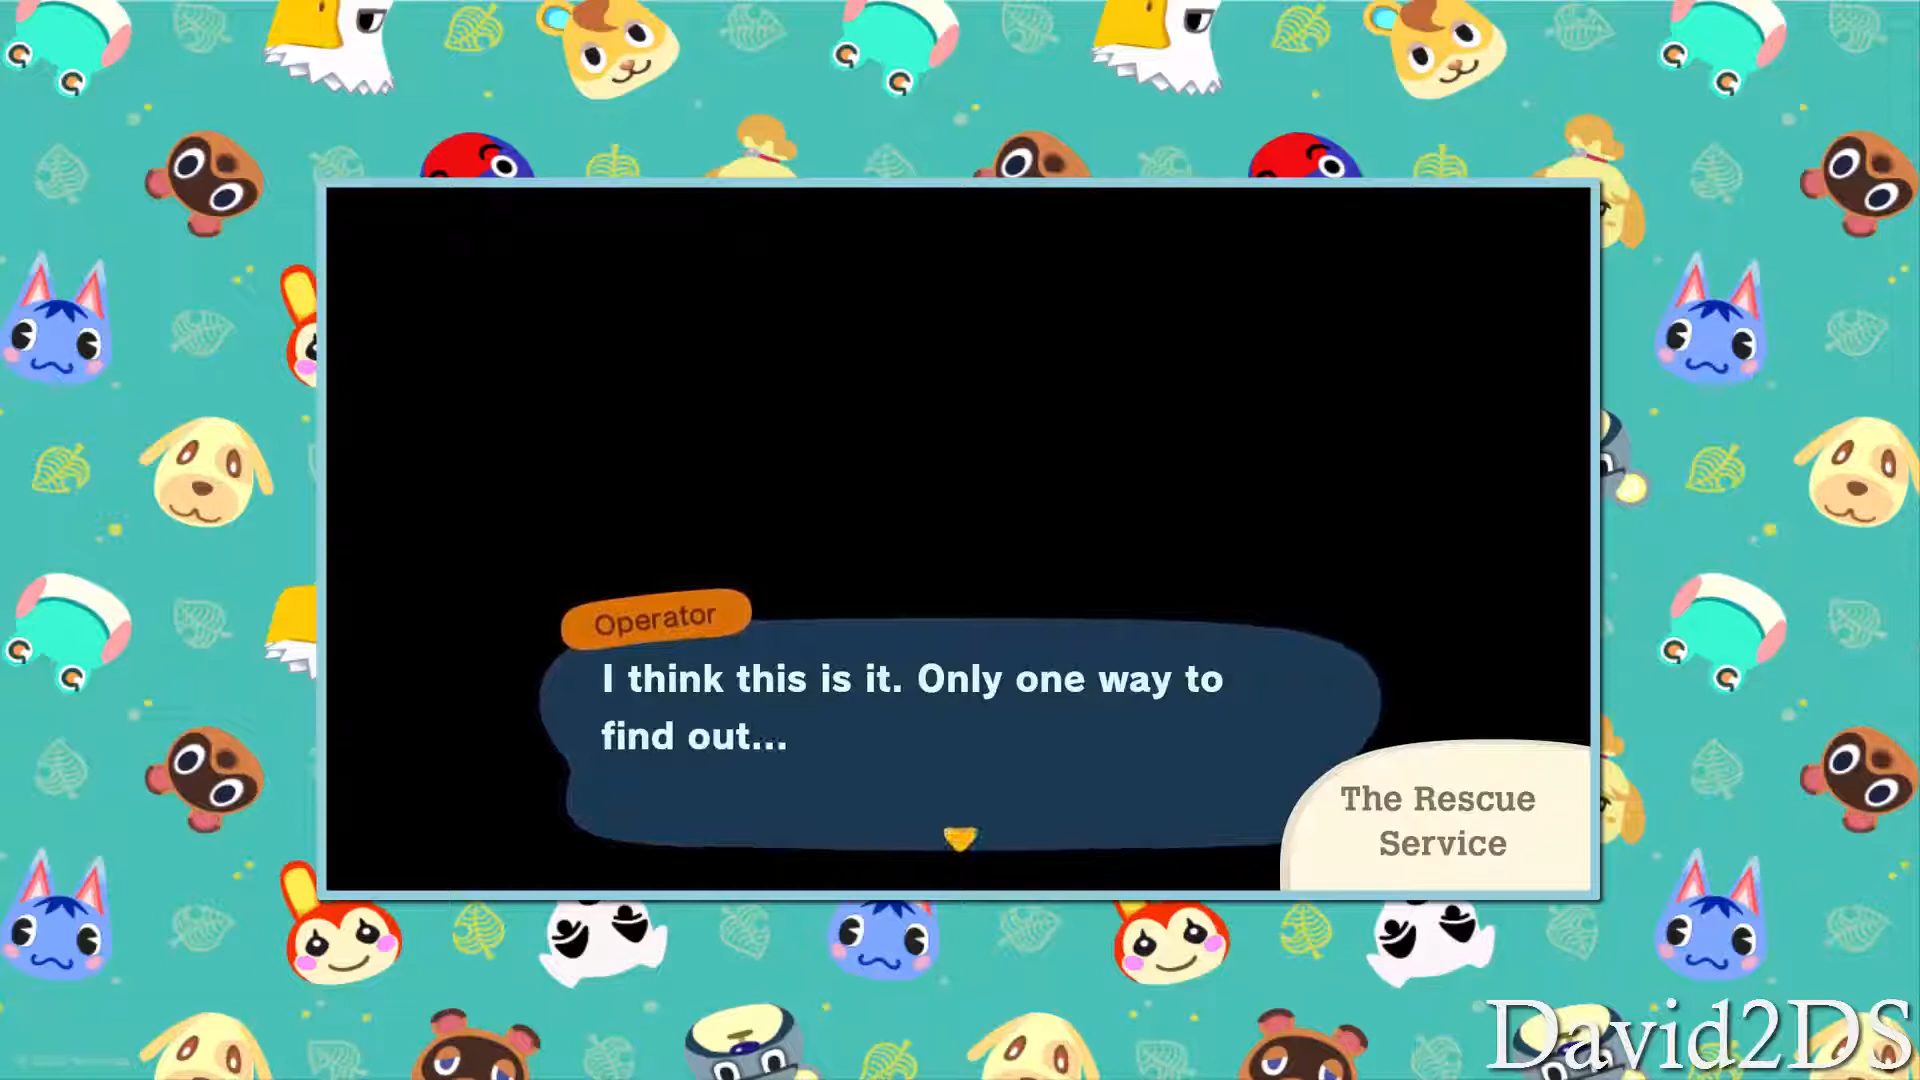 Operator
I think this is it. Only one way to
find out...
The Rescue
Service
David2DS